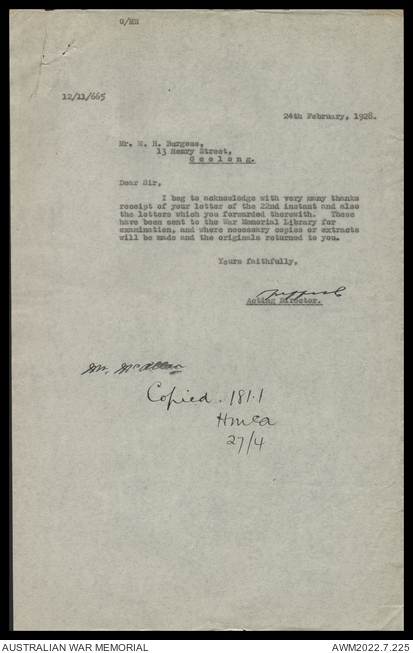 G/MR
12/11/665
24th February, 1928.
Mr. M. H. Burgess,
13 Henry Street,
Geelong.
Dear Sir,
I beg to acknowledge with very many thanks
receipt of your letter of the 22nd instant and also
the letters which you forwarded therewith. These
have been sent to the War Memorial Library for
examination, and where necessary copies or extracts
will be made and the originals returned to you.
Yours faithfully,
Acting Director.
Mr. McAllan
Copied. 181.1
HMcA
27/4
AUSTRALIAN WAR MEMORIAL
AWM2022.7.225